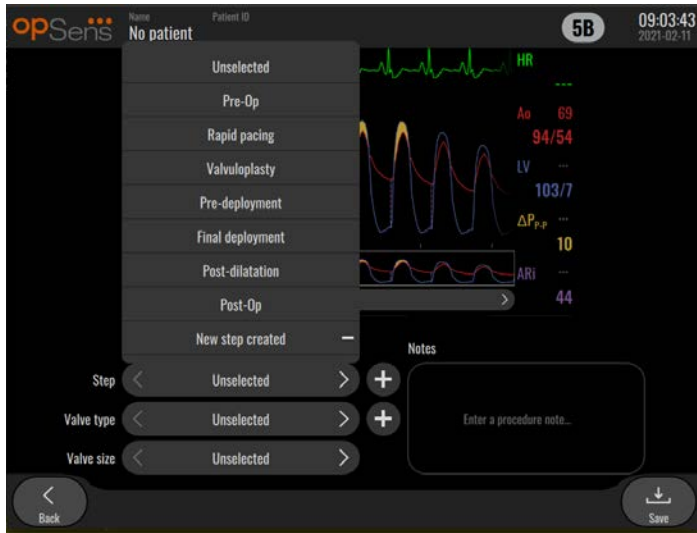 opSens
Name
Patient ID
No patient
5B
09:03:43
2021-02-11
Unselected
Pre-Op
Rapid pacing
Valvuloplasty
Pre-deployment
Final deployment
Post-dilatation
Post-Op
New step created
HR
---
Ao 69
94/54
LV ---
103/7
ΔPP-P ---
10
ARi ---
44
Notes
Step < Unselected > +
Valve type < Unselected > +
Valve size < Unselected >
Enter a procedure note...
Back
Save